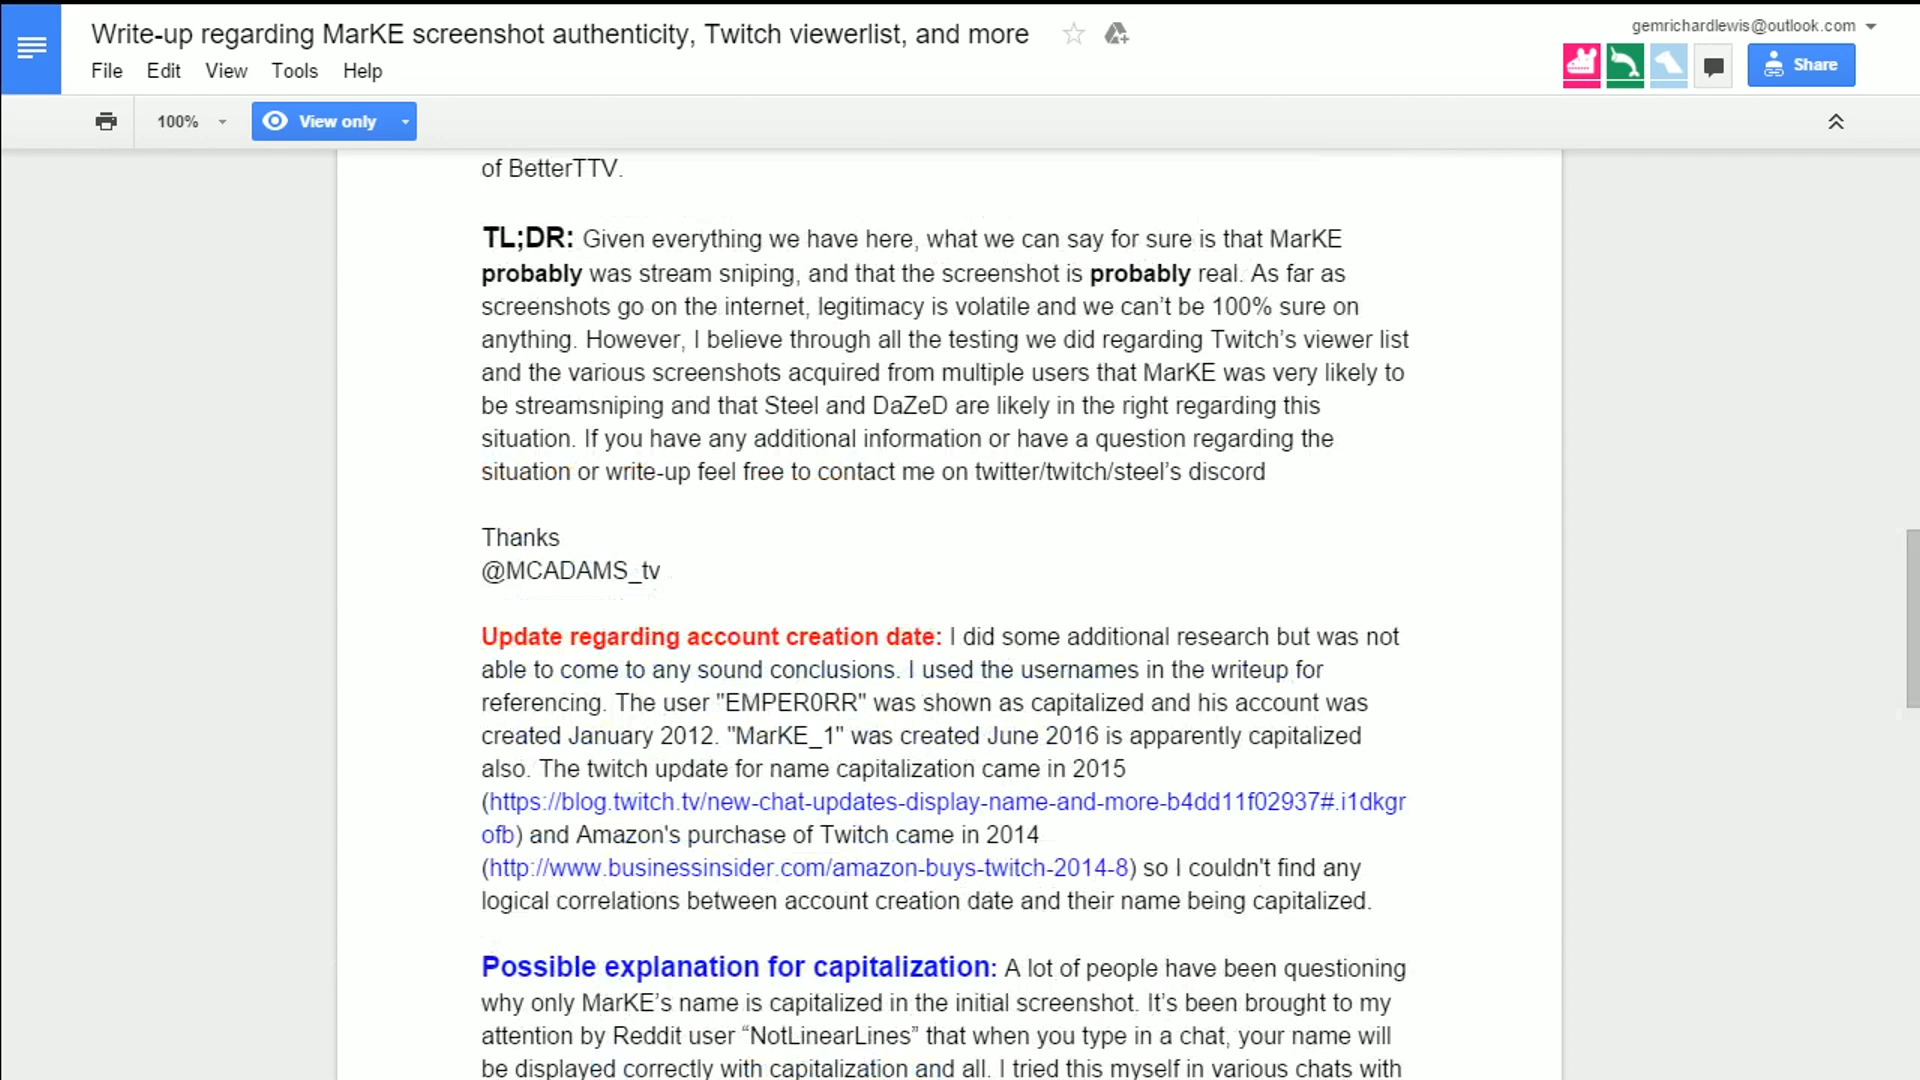 Write-up regarding MarKE screenshot authenticity, Twitch viewerlist, and more
gemrichardlewis@outlook.com
File Edit View Tools Help
Share
100% View only
of BetterTTV.
TL;DR: Given everything we have here, what we can say for sure is that MarKE
probably was stream sniping, and that the screenshot is probably real. As far as
screenshots go on the internet, legitimacy is volatile and we can’t be 100% sure on
anything. However, I believe through all the testing we did regarding Twitch’s viewer list
and the various screenshots acquired from multiple users that MarKE was very likely to
be streamsniping and that Steel and DaZeD are likely in the right regarding this
situation. If you have any additional information or have a question regarding the
situation or write-up feel free to contact me on twitter/twitch/steel’s discord
Thanks
@MCADAMS_tv
Update regarding account creation date: I did some additional research but was not
able to come to any sound conclusions. I used the usernames in the writeup for
referencing. The user "EMPER0RR" was shown as capitalized and his account was
created January 2012. "MarKE_1" was created June 2016 is apparently capitalized
also. The twitch update for name capitalization came in 2015
(https://blog.twitch.tv/new-chat-updates-display-name-and-more-b4dd11f02937#.i1dkgr
ofb) and Amazon's purchase of Twitch came in 2014
(http://www.businessinsider.com/amazon-buys-twitch-2014-8) so I couldn't find any
logical correlations between account creation date and their name being capitalized.
Possible explanation for capitalization: A lot of people have been questioning
why only MarKE’s name is capitalized in the initial screenshot. It’s been brought to my
attention by Reddit user “NotLinearLines” that when you type in a chat, your name will
be displayed correctly with capitalization and all. I tried this myself in various chats with